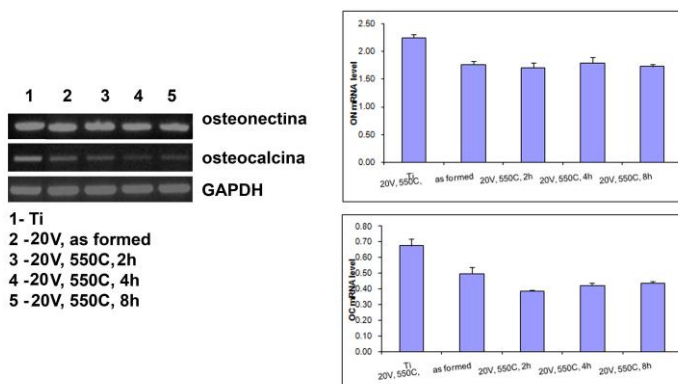 1 2 3 4 5
osteonectina
osteocalcina
GAPDH
1- Ti
2 -20V, as formed
3 -20V, 550C, 2h
4 -20V, 550C, 4h
5 -20V, 550C, 8h
ON mRNA level
2.50
2.00
1.50
1.00
0.50
0.00
Ti
20V, 550C,
as formed
20V, 550C, 2h
20V, 550C, 4h
20V, 550C, 8h
OC mRNA level
0.80
0.70
0.60
0.50
0.40
0.30
0.20
0.10
0.00
Ti
20V, 550C,
as formed
20V, 550C, 2h
20V, 550C, 4h
20V, 550C, 8h